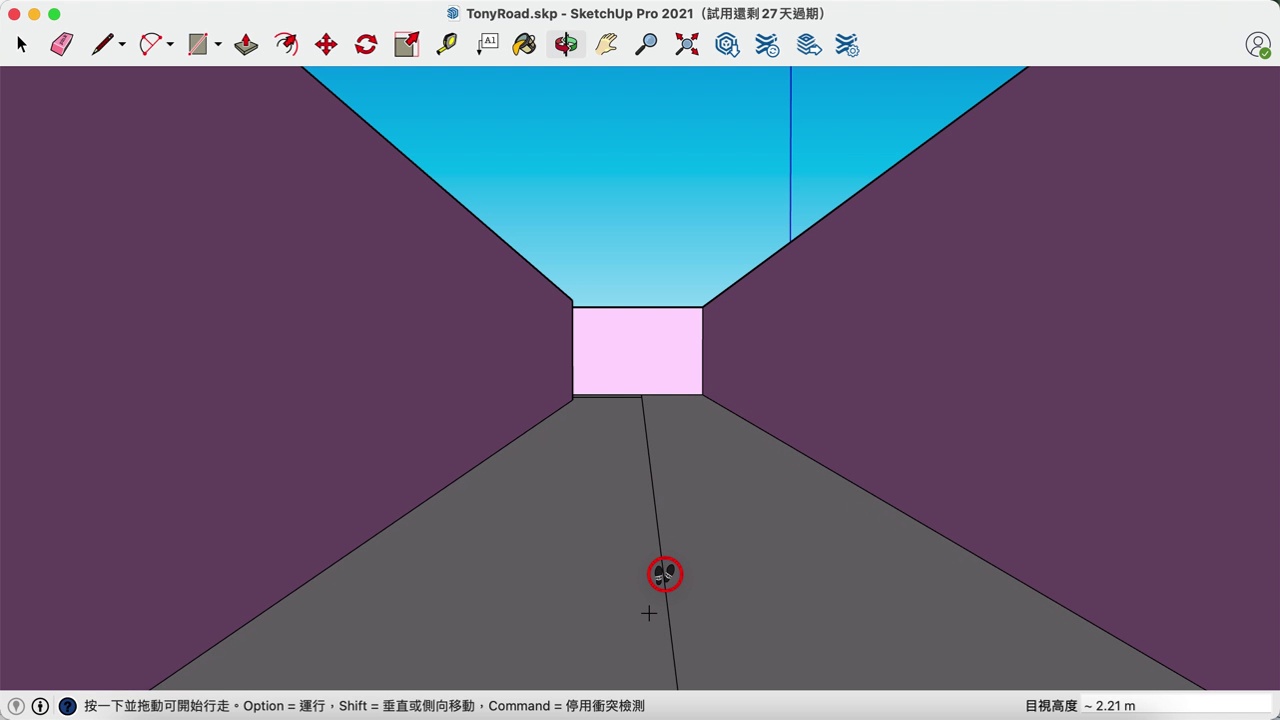 TonyRoad.skp - SketchUp Pro 2021（試用還剩 27 天過期）
A1
按一下並拖動可開始行走。Option = 運行，Shift = 垂直或側向移動，Command = 停用衝突檢測
目視高度 ~ 2.21 m